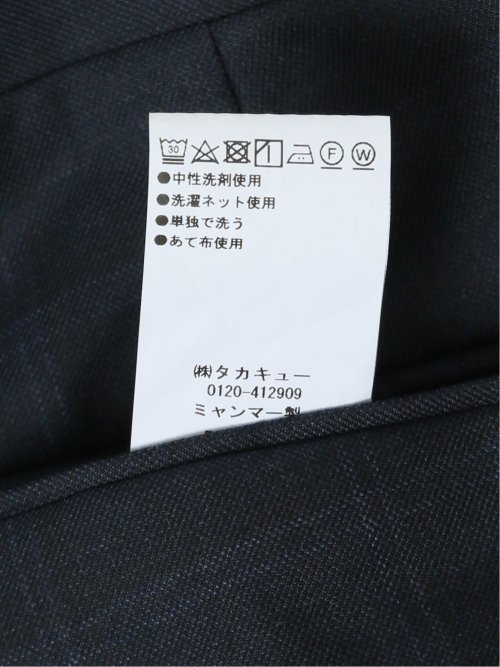 30 F W
●中性洗剤使用
●洗濯ネット使用
●単独で洗う
●あて布使用
㈱タカキュー
0120-412909
ミャンマー製